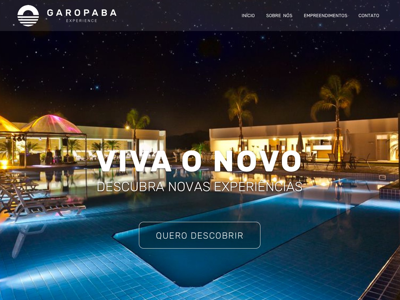 GAROPABA
EXPERIENCE
INÍCIO SOBRE NÓS EMPREENDIMENTOS CONTATO
VIVA O NOVO
DESCUBRA NOVAS EXPERIÊNCIAS
QUERO DESCOBRIR